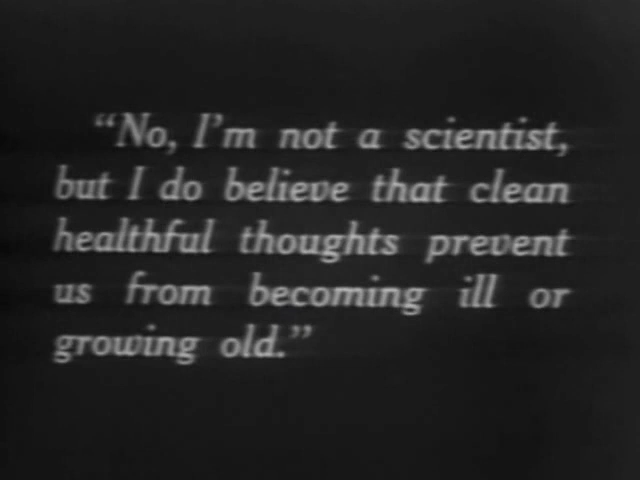 “No, I’m not a scientist,
but I do believe that clean
healthful thoughts prevent
us from becoming ill or
growing old.”